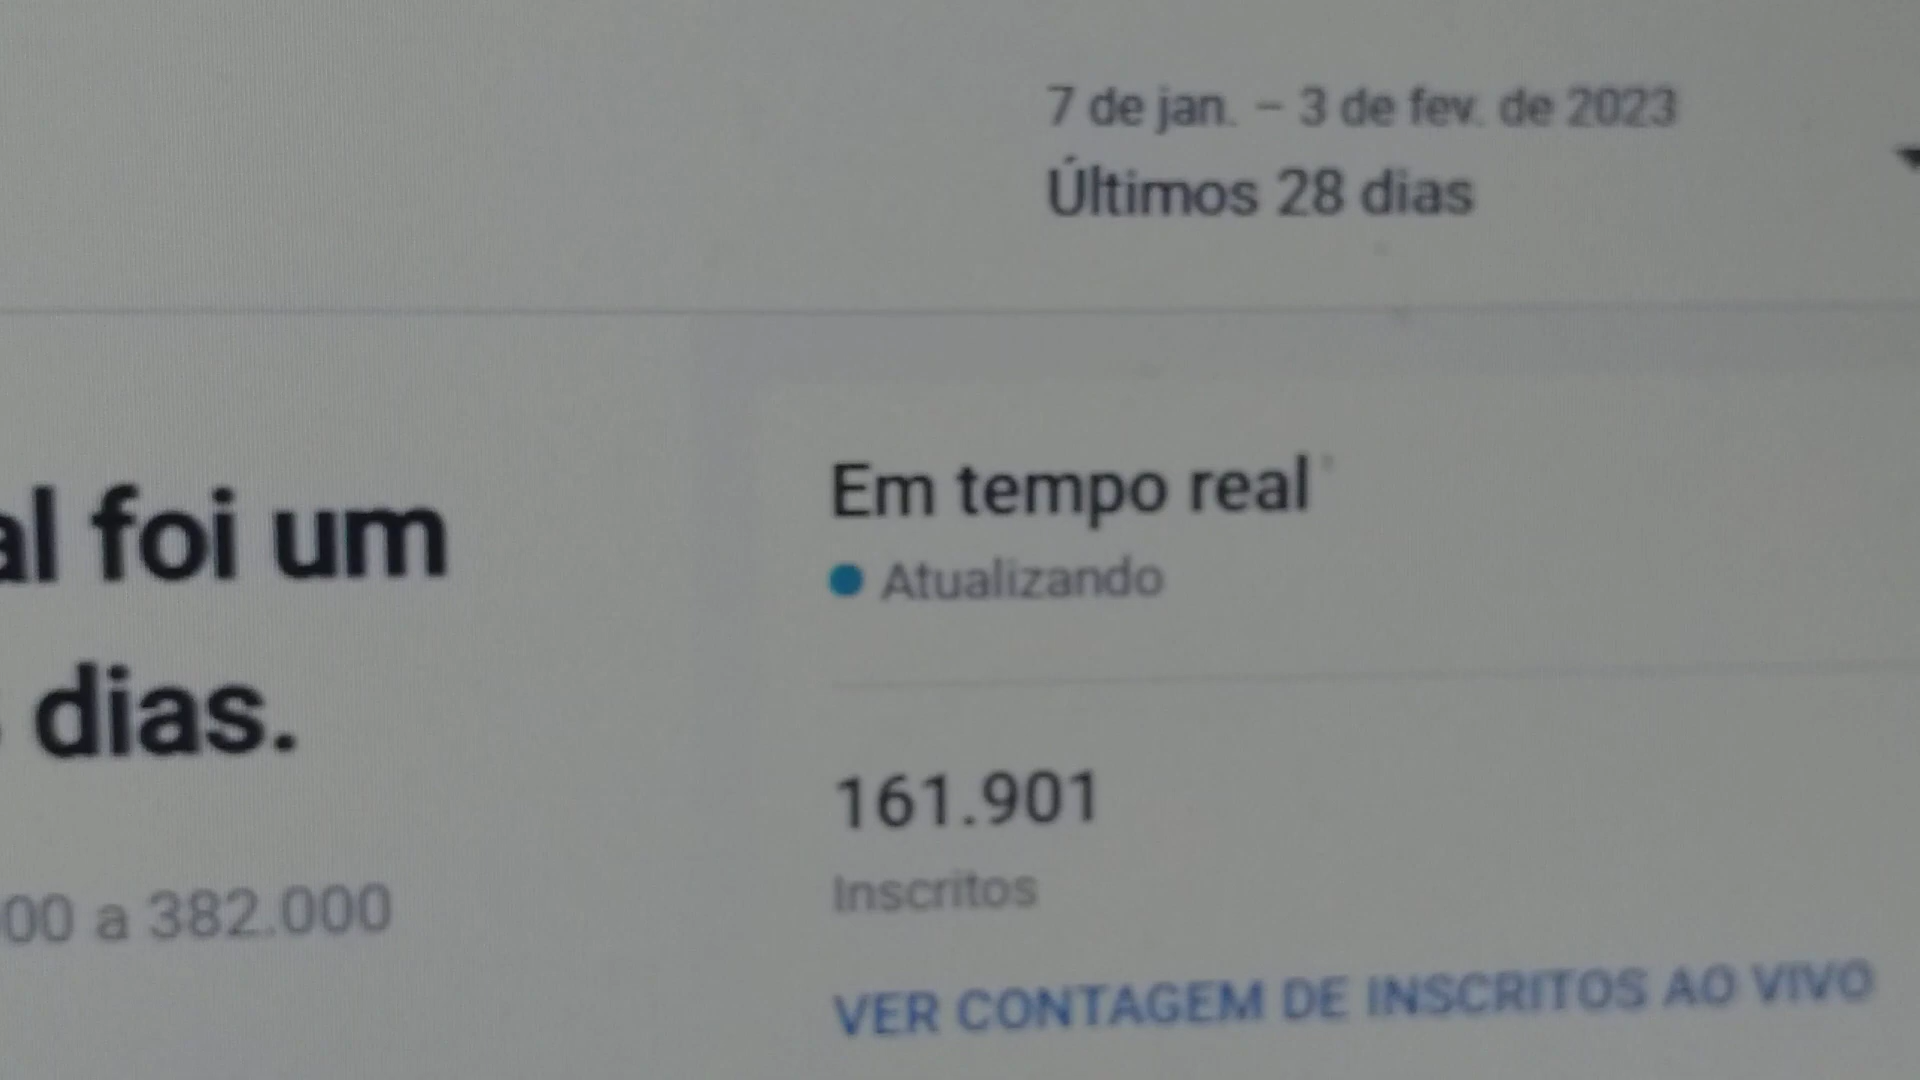 7 de jan. – 3 de fev. de 2023
Últimos 28 dias
al foi um
dias.
00 a 382.000
Em tempo real
Atualizando
161.901
Inscritos
VER CONTAGEM DE INSCRITOS AO VIVO